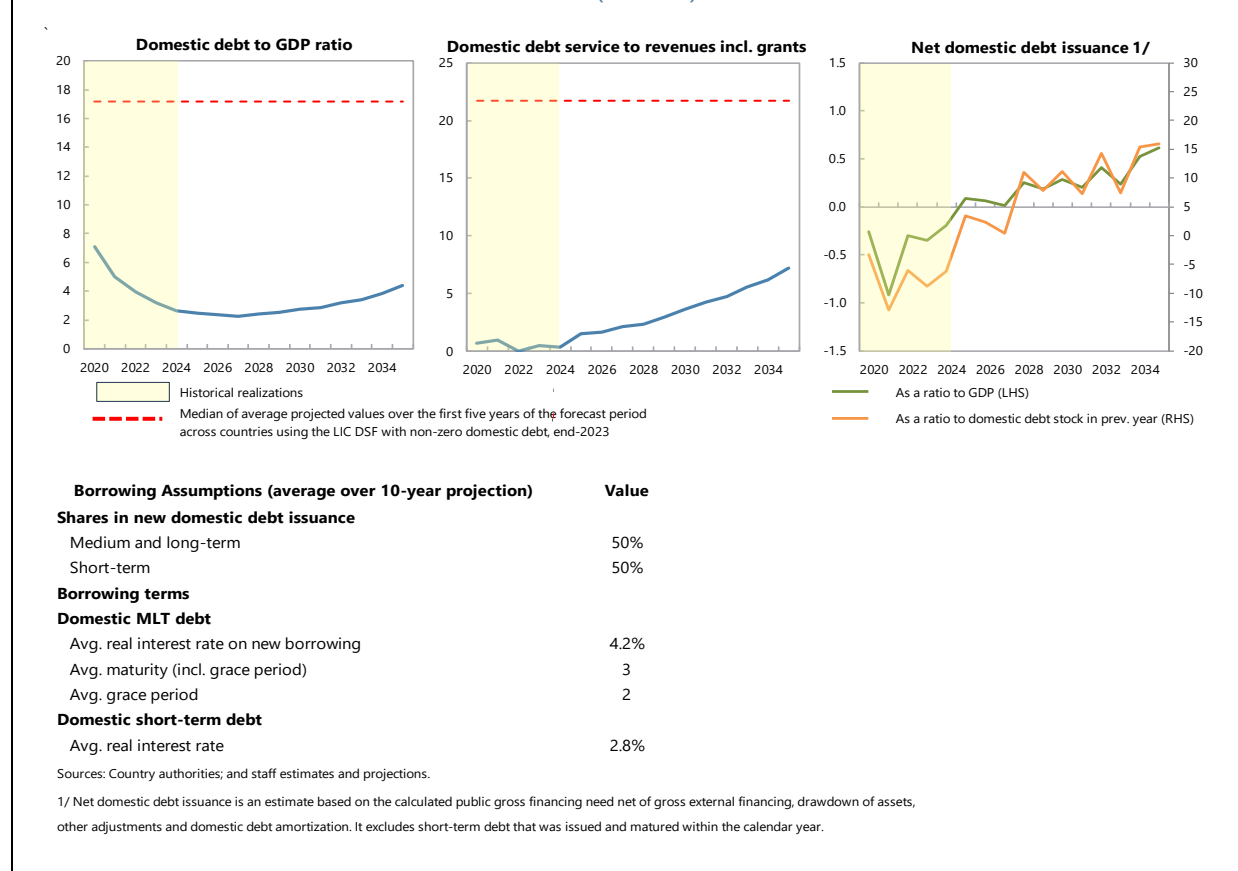 `
Domestic debt to GDP ratio
20
18
16
14
12
10
8
6
4
2
0
2020 2022 2024 2026 2028 2030 2032 2034
Domestic debt service to revenues incl. grants
25
20
15
10
5
0
2020 2022 2024 2026 2028 2030 2032 2034
Net domestic debt issuance 1/
1.5
1.0
0.5
0.0
-0.5
-1.0
-1.5
30
25
20
15
10
5
0
-5
-10
-15
-20
2020 2022 2024 2026 2028 2030 2032 2034
Historical realizations
Median of average projected values over the first five years of the forecast period
across countries using the LIC DSF with non-zero domestic debt, end-2023
As a ratio to GDP (LHS)
As a ratio to domestic debt stock in prev. year (RHS)
Borrowing Assumptions (average over 10-year projection) Value
Shares in new domestic debt issuance
Medium and long-term 50%
Short-term 50%
Borrowing terms
Domestic MLT debt
Avg. real interest rate on new borrowing 4.2%
Avg. maturity (incl. grace period) 3
Avg. grace period 2
Domestic short-term debt
Avg. real interest rate 2.8%
Sources: Country authorities; and staff estimates and projections.
1/ Net domestic debt issuance is an estimate based on the calculated public gross financing need net of gross external financing, drawdown of assets,
other adjustments and domestic debt amortization. It excludes short-term debt that was issued and matured within the calendar year.